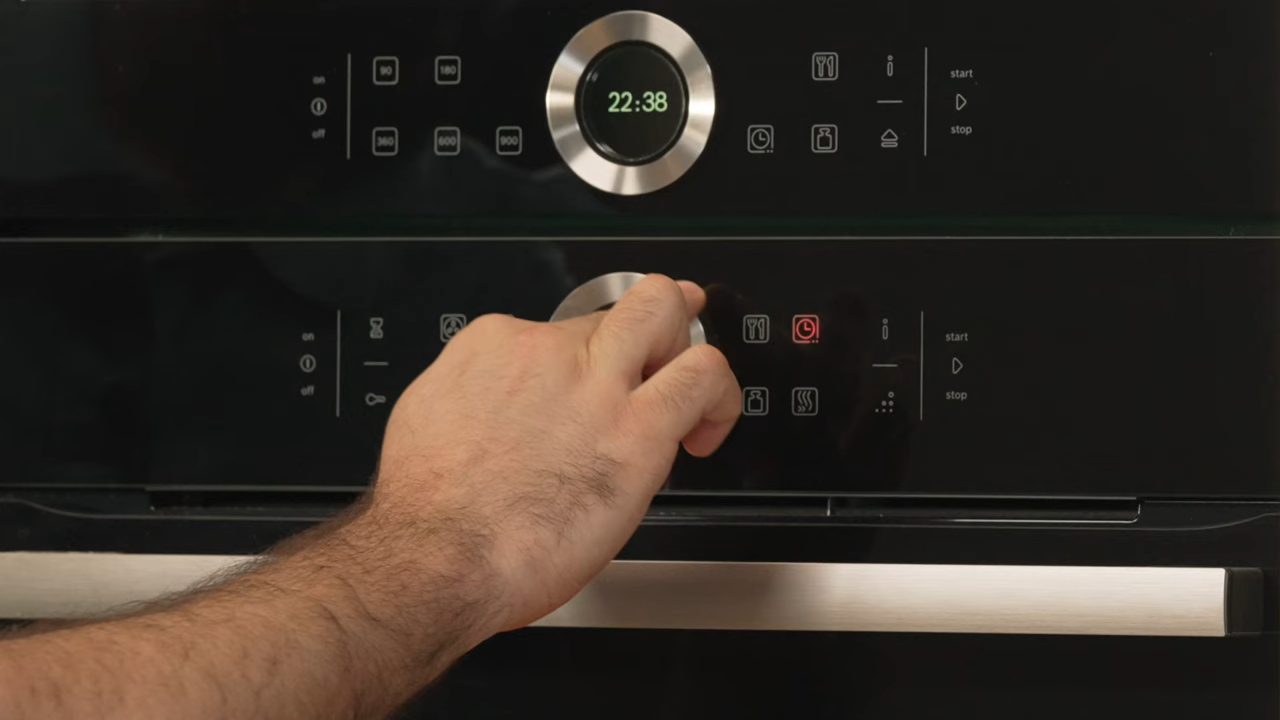 on
off
90
180
360
600
900
22:38
i
start
stop
on
off
i
start
stop